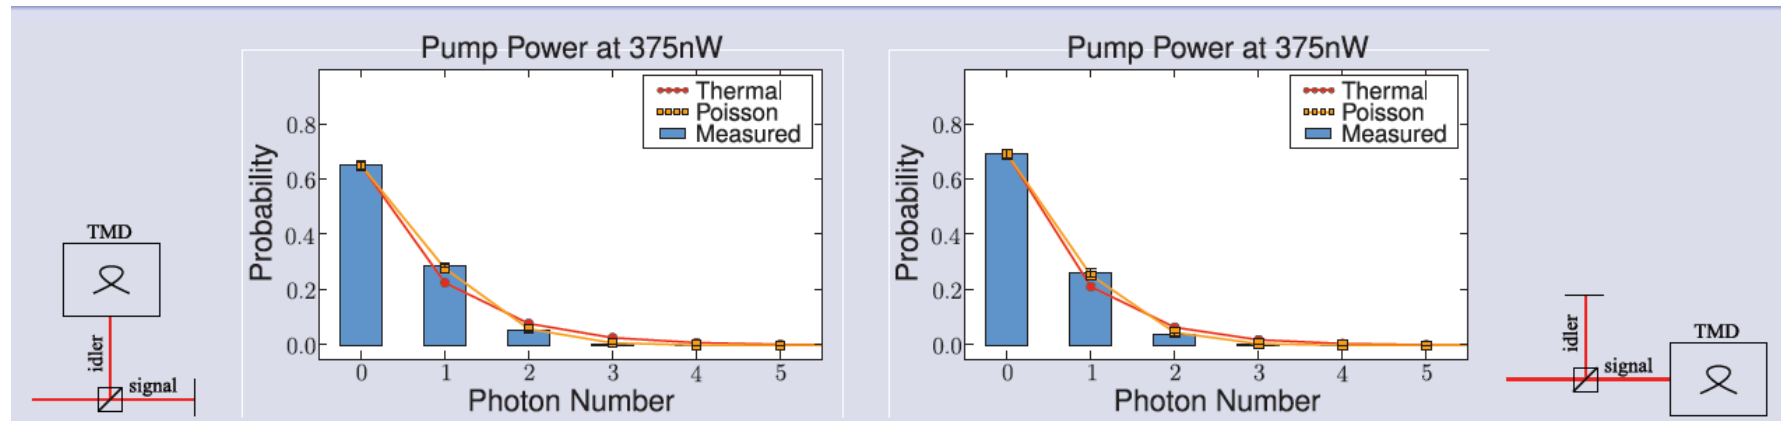 TMD
idler
signal
Pump Power at 375nW
Thermal
Poisson
Measured
Probability
0.8
0.6
0.4
0.2
0.0
0 1 2 3 4 5
Photon Number
Pump Power at 375nW
Thermal
Poisson
Measured
Probability
0.8
0.6
0.4
0.2
0.0
0 1 2 3 4 5
Photon Number
idler
signal
TMD